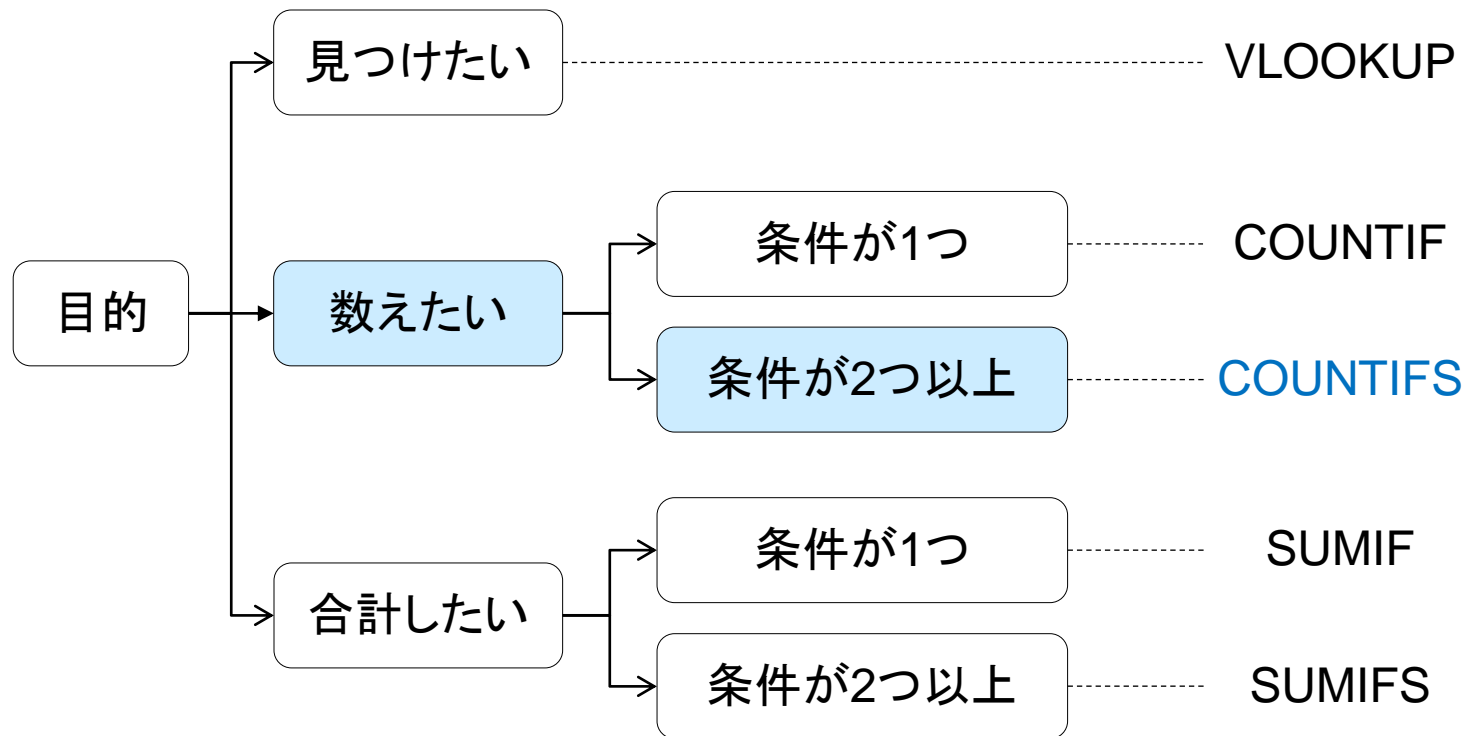 見つけたい
VLOOKUP
条件が1つ
COUNTIF
目的
数えたい
条件が2つ以上
COUNTIFS
条件が1つ
SUMIF
合計したい
条件が2つ以上
SUMIFS